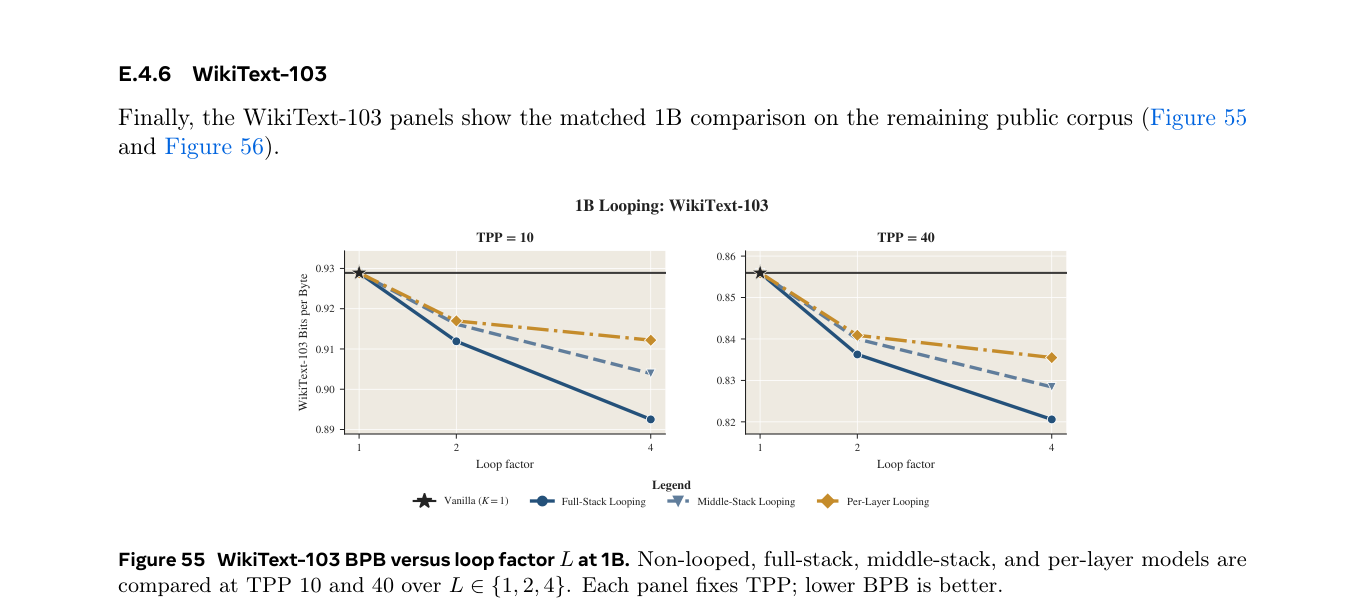 E.4.6 WikiText-103
Finally, the WikiText-103 panels show the matched 1B comparison on the remaining public corpus (Figure 55
and Figure 56).
1B Looping: WikiText-103
TPP = 10
WikiText-103 Bits per Byte
0.93
0.92
0.91
0.90
0.89
1 2 4
Loop factor
TPP = 40
0.86
0.85
0.84
0.83
0.82
1 2 4
Loop factor
Legend
Vanilla (K=1) Full-Stack Looping Middle-Stack Looping Per-Layer Looping
Figure 55 WikiText-103 BPB versus loop factor L at 1B. Non-looped, full-stack, middle-stack, and per-layer models are
compared at TPP 10 and 40 over L ∈ {1, 2, 4}. Each panel fixes TPP; lower BPB is better.